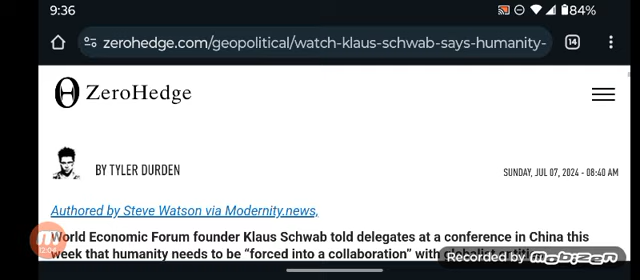 9:36
84%
zerohedge.com/geopolitical/watch-klaus-schwab-says-humanity-
14
ZeroHedge
BY TYLER DURDEN
SUNDAY, JUL 07, 2024 - 08:40 AM
Authored by Steve Watson via Modernity.news,
World Economic Forum founder Klaus Schwab told delegates at a conference in China this
week that humanity needs to be “forced into a collaboration” with
Recorded by mobizen